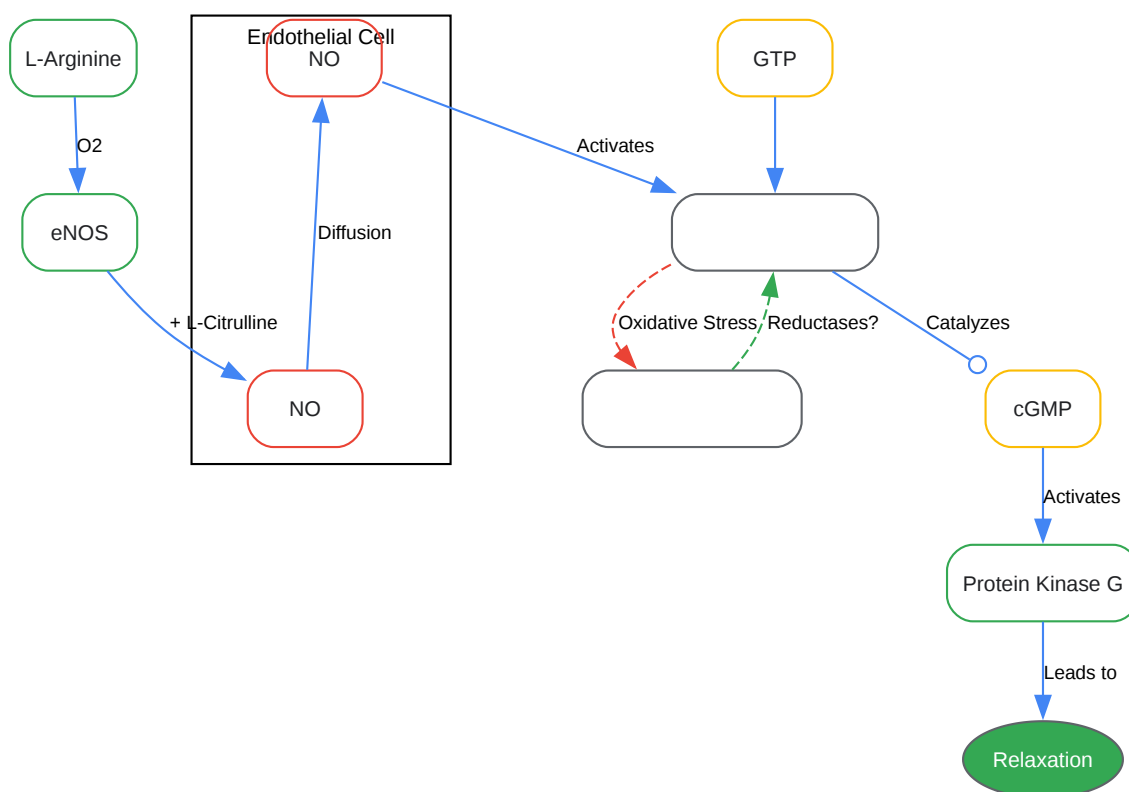 Endothelial Cell
L-Arginine
NO
GTP
O2
Activates
eNOS
Diffusion
+ L-Citrulline
Oxidative Stress
Reductases?
Catalyzes
NO
cGMP
Activates
Protein Kinase G
Leads to
Relaxation